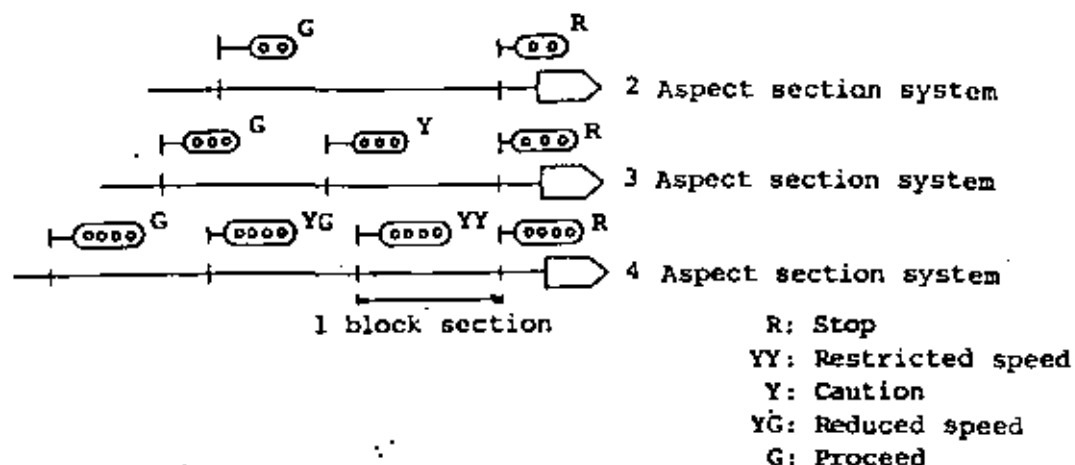 G R
2 Aspect section system
G Y R
3 Aspect section system
G YG YY R
4 Aspect section system
1 block section
R: Stop
YY: Restricted speed
Y: Caution
YG: Reduced speed
G: Proceed